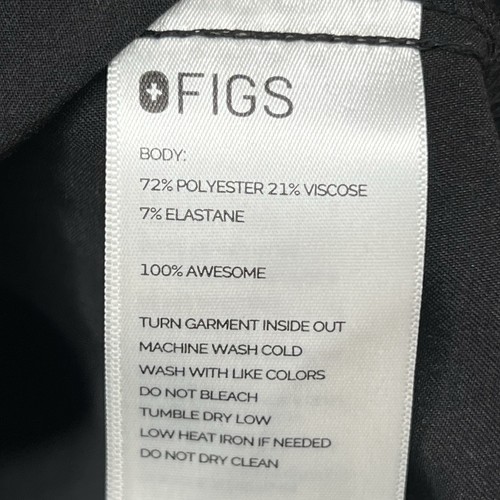 FIGS
BODY:
72% POLYESTER 21% VISCOSE
7% ELASTANE
100% AWESOME
TURN GARMENT INSIDE OUT
MACHINE WASH COLD
WASH WITH LIKE COLORS
DO NOT BLEACH
TUMBLE DRY LOW
LOW HEAT IRON IF NEEDED
DO NOT DRY CLEAN